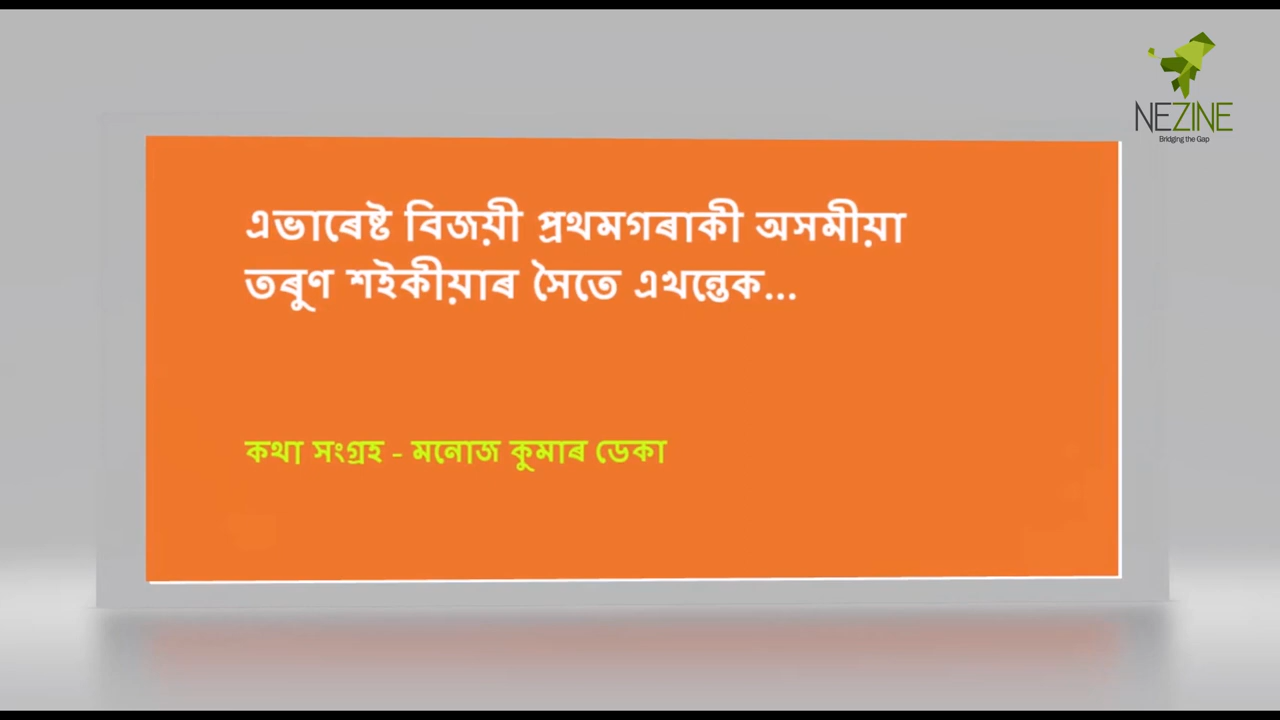 NEZINE
Bridging the Gap
এভাৰেষ্ট বিজয়ী প্ৰথমগৰাকী অসমীয়া
তৰুণ শইকীয়াৰ সৈতে এখন্তেক...
কথা সংগ্ৰহ - মনোজ কুমাৰ ডেকা